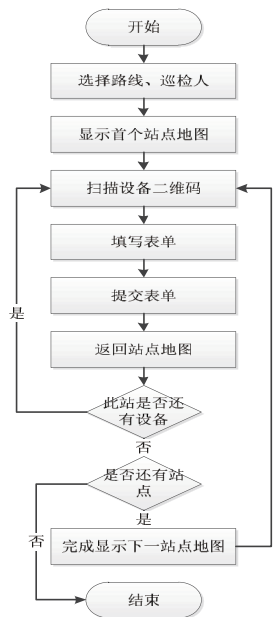 开始
选择路线、巡检人
显示首个站点地图
扫描设备二维码
填写表单
提交表单
是
返回站点地图
此站是否还
有设备
否
是否还有站
点
是
否
完成显示下一站点地图
结束